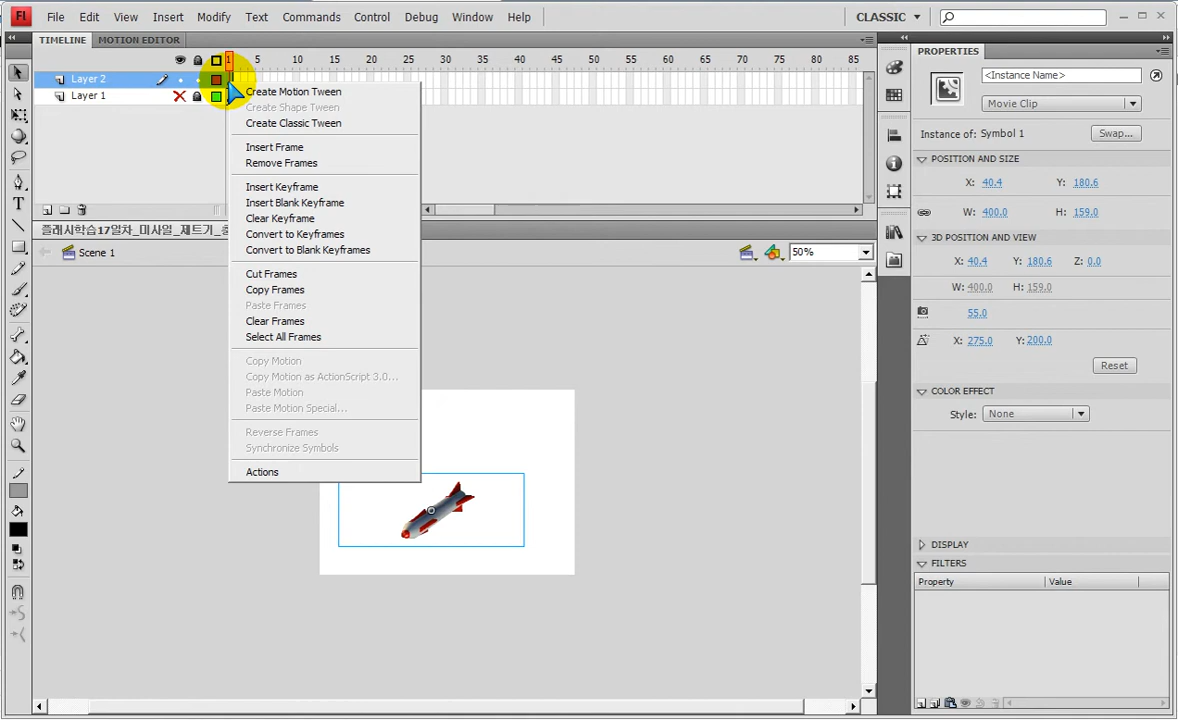 Fl File Edit View Insert Modify Text Commands Control Debug Window Help CLASSIC
TIMELINE MOTION EDITOR
1 5 10 15 20 25 30 35 40 45 50 55 60 65 70 75 80 85
Layer 2
Layer 1
Create Motion Tween
Create Shape Tween
Create Classic Tween
Insert Frame
Remove Frames
Insert Keyframe
Insert Blank Keyframe
Clear Keyframe
Convert to Keyframes
Convert to Blank Keyframes
Cut Frames
Copy Frames
Paste Frames
Clear Frames
Select All Frames
Copy Motion
Copy Motion as ActionScript 3.0...
Paste Motion
Paste Motion Special...
Reverse Frames
Synchronize Symbols
Actions
플래시학습17일차_미사일_제트기_
Scene 1
50%
T
PROPERTIES
<Instance Name>
Movie Clip
Instance of: Symbol 1 Swap...
POSITION AND SIZE
X: 40.4 Y: 180.6
W: 400.0 H: 159.0
3D POSITION AND VIEW
X: 40.4 Y: 180.6 Z: 0.0
W: 400.0 H: 159.0
55.0
X: 275.0 Y: 200.0
Reset
COLOR EFFECT
Style: None
DISPLAY
FILTERS
Property Value